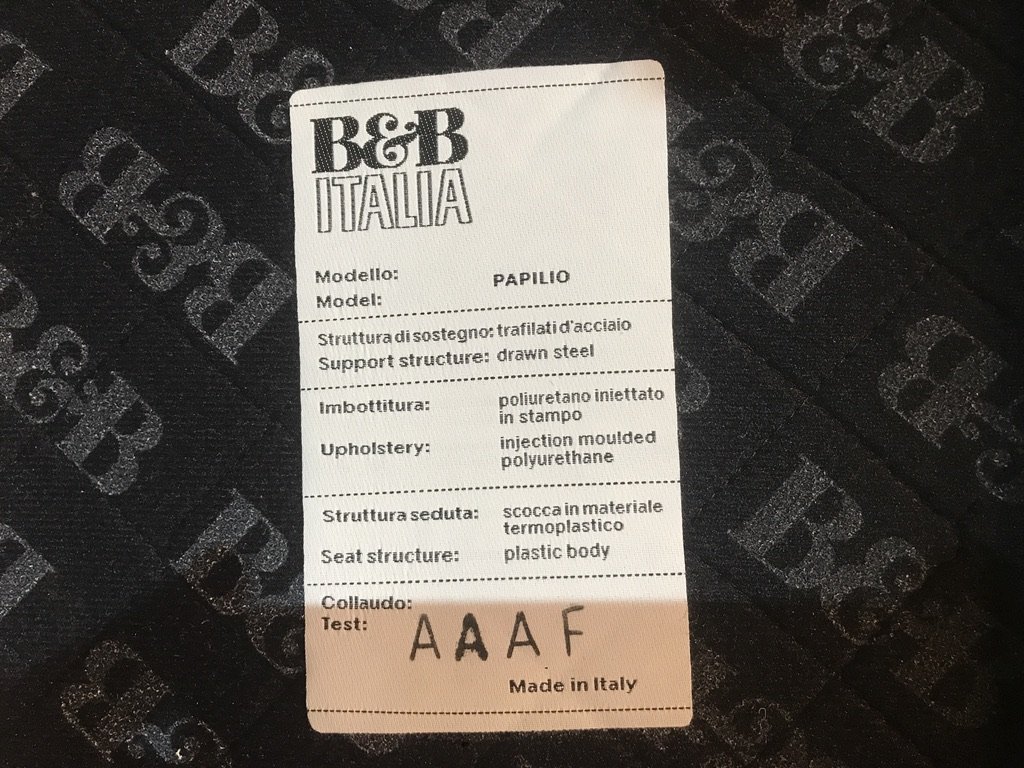 B&B
ITALIA
Modello:
Model: PAPILIO
Struttura di sostegno: trafilati d'acciaio
Support structure: drawn steel
Imbottitura: poliuretano iniettato
in stampo
Upholstery: injection moulded
polyurethane
Struttura seduta: scocca in materiale
termoplastico
Seat structure: plastic body
Collaudo:
Test: A A A F
Made in Italy
B&B
B&B
B&B
B&B
B&B
B&B
B&B
B&B